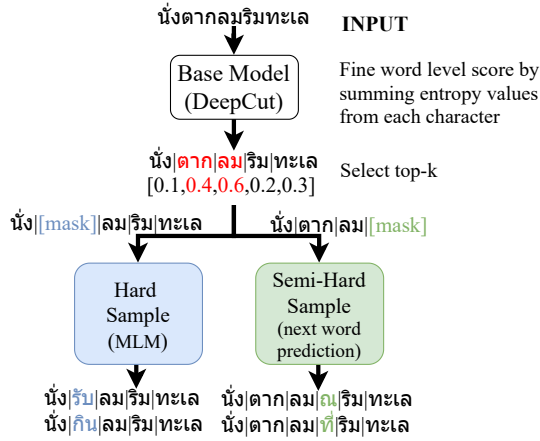 นั่งตากลมริมทะเล
INPUT
Base Model
(DeepCut)
Fine word level score by
summing entropy values
from each character
นั่ง|ตาก|ลม|ริม|ทะเล
[0.1,0.4,0.6,0.2,0.3]
Select top-k
นั่ง|[mask]|ลม|ริม|ทะเล
นั่ง|ตาก|ลม|[mask]
Hard
Sample
(MLM)
Semi-Hard
Sample
(next word
prediction)
นั่ง|รับ|ลม|ริม|ทะเล
นั่ง|กิน|ลม|ริม|ทะเล
นั่ง|ตาก|ลม|ณ|ริม|ทะเล
นั่ง|ตาก|ลม|ที่|ริม|ทะเล